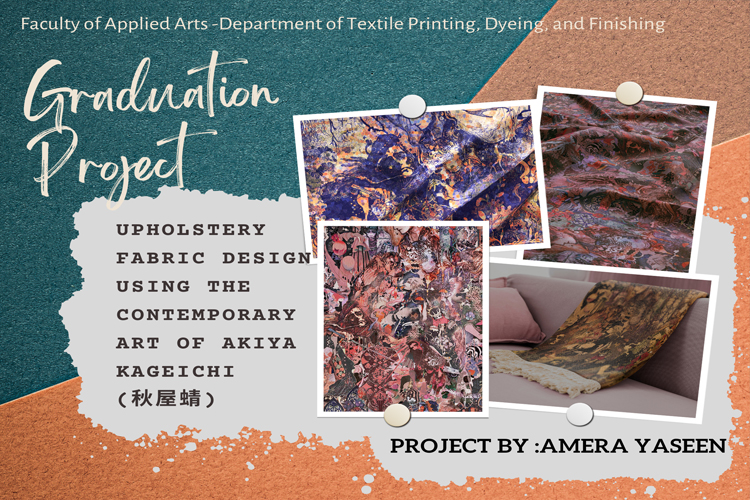 Faculty of Applied Arts -Department of Textile Printing, Dyeing, and Finishing
Graduation
Project
UPHOLSTERY
FABRIC DESIGN
USING THE
CONTEMPORARY
ART OF AKIYA
KAGEICHI
(秋屋蜻)
PROJECT BY :AMERA YASEEN